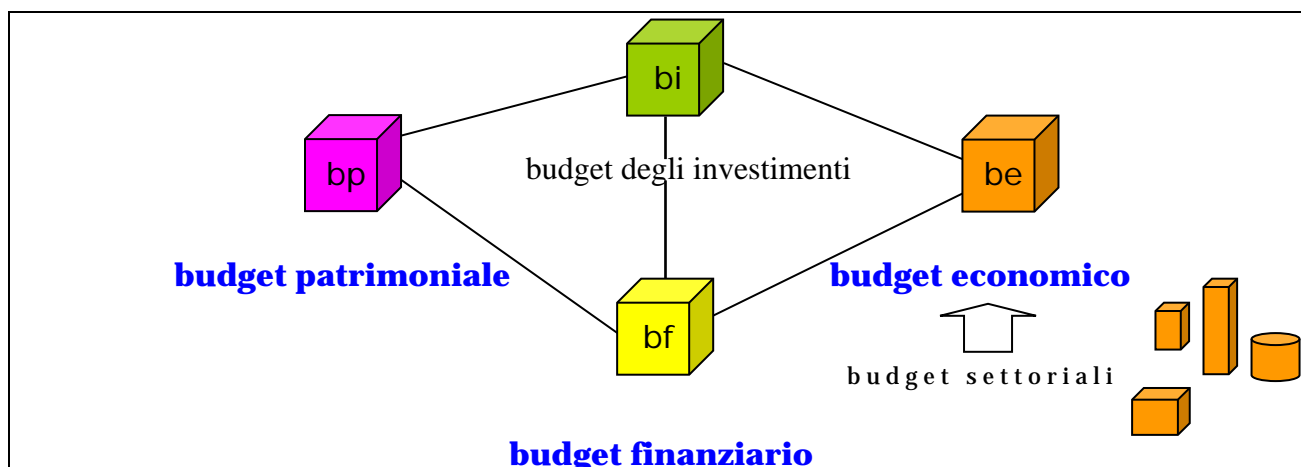 bi
bp
budget degli investimenti
be
budget patrimoniale
budget economico
bf
budget settoriali
budget finanziario